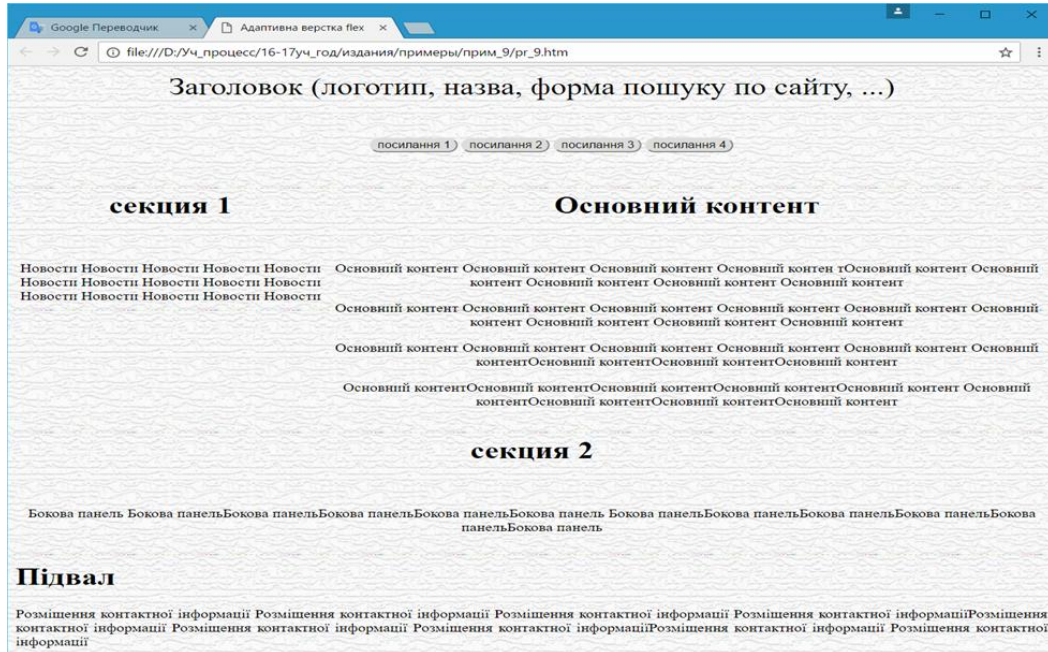 Google Переводчик
Адаптивна верстка flex
file:///D:/Уч_процесс/16-17уч_год/издания/примеры/прим_9/pr_9.htm
Заголовок (логотип, назва, форма пошуку по сайту, ...)
посилання 1) посилання 2) посилання 3) посилання 4)
секция 1
Новости Новости Новости Новости Новости
Новости Новости Новости Новости Новости
Новости Новости Новости Новости Новости
Основний контент
Основний контент Основний контент Основний контент Основний контен тОсновний контент Основний
контент Основний контент Основний контент Основний контент
Основний контент Основний контент Основний контент Основний контент Основний контент Основний
контент Основний контент Основний контент Основний контент
Основний контент Основний контент Основний контент Основний контент Основний контент Основний
контентОсновний контентОсновний контентОсновний контент
Основний контентОсновний контентОсновний контентОсновний контентОсновний контент Основний
контентОсновний контентОсновний контентОсновний контент
секция 2
Бокова панель Бокова панельБокова панельБокова панельБокова панельБокова панель Бокова панельБокова панельБокова панельБокова панельБокова
панельБокова панель
Підвал
Розміщення контактної інформації Розміщення контактної інформації Розміщення контактної інформації Розміщення контактної інформаціїРозміщення
контактної інформації Розміщення контактної інформації Розміщення контактної інформаціїРозміщення контактної інформації Розміщення контактної
інформації